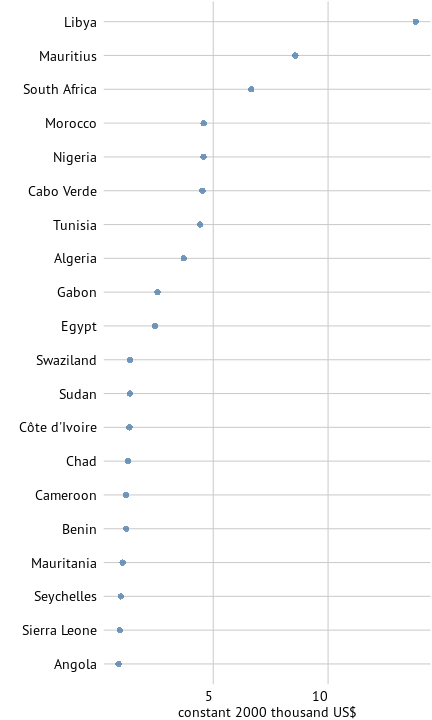 Libya
Mauritius
South Africa
Morocco
Nigeria
Cabo Verde
Tunisia
Algeria
Gabon
Egypt
Swaziland
Sudan
Côte d'Ivoire
Chad
Cameroon
Benin
Mauritania
Seychelles
Sierra Leone
Angola
5 10
constant 2000 thousand US$